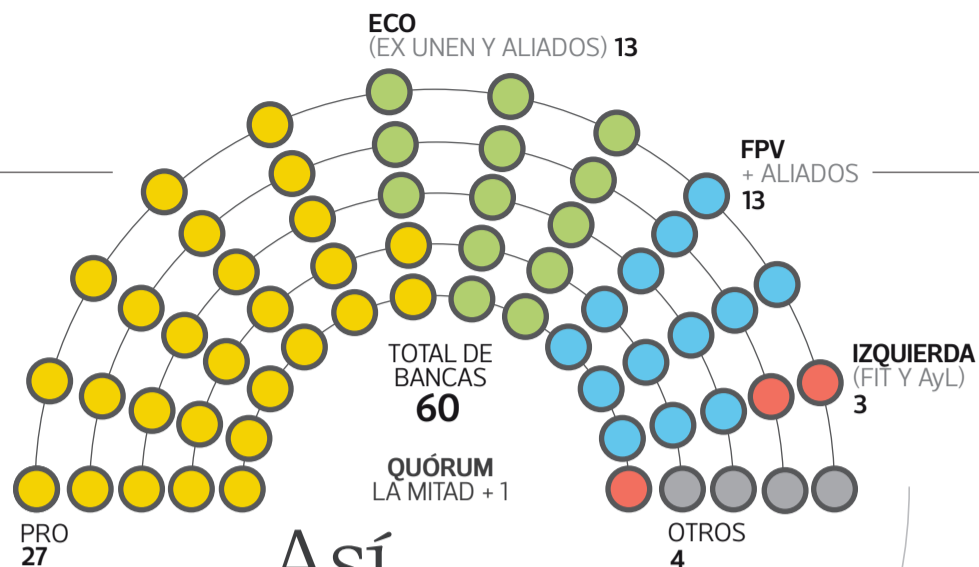 ECO
(EX UNEN Y ALIADOS) 13
FPV
+ ALIADOS
13
IZQUIERDA
(FIT Y AyL)
3
TOTAL DE
BANCAS
60
QUÓRUM
LA MITAD + 1
PRO
27
OTROS
4
Así